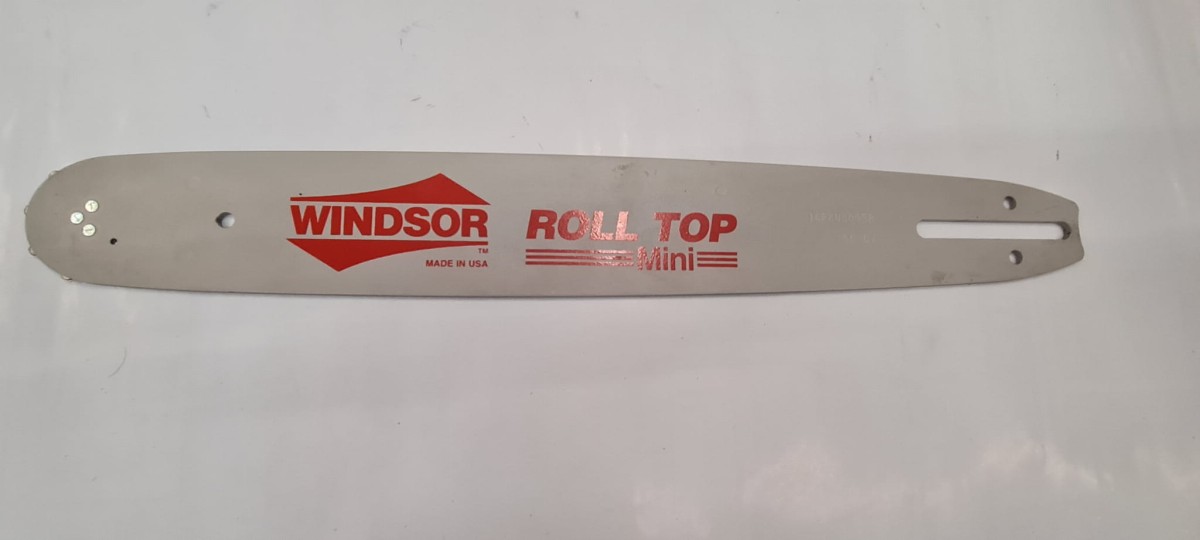 WINDSOR
TM
MADE IN USA
ROLL TOP
Mini